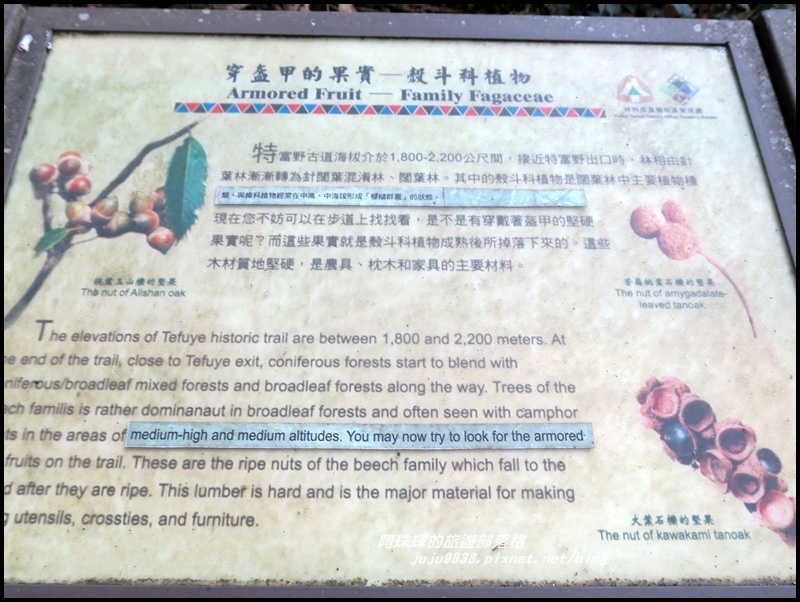 穿盔甲的果實—殼斗科植物
Armored Fruit — Family Fagaceae
特富野古道海拔介於1,800-2,200公尺間，接近特富野出口時，林相由針
葉林漸漸轉為針闊葉混淆林、闊葉林。其中的殼斗科植物是闊葉林中主要植物種
類，與樟科植物經常在中高、中海拔形成「樟櫧群叢」的狀態。
現在您不妨可以在步道上找找看，是不是有穿戴著盔甲的堅硬
果實呢？而這些果實就是殼斗科植物成熟後所掉落下來的。這些
木材質地堅硬，是農具、枕木和家具的主要材料。
The nut of Alishan oak
The nut of amygadalate-
leaved tanoak
The elevations of Tefuye historic trail are between 1,800 and 2,200 meters. At
e end of the trail, close to Tefuye exit, coniferous forests start to blend with
niferous/broadleaf mixed forests and broadleaf forests along the way. Trees of the
ech familis is rather dominanaut in broadleaf forests and often seen with camphor
ts in the areas of medium-high and medium altitudes. You may now try to look for the armored
fruits on the trail. These are the ripe nuts of the beech family which fall to the
d after they are ripe. This lumber is hard and is the major material for making
g utensils, crossties, and furniture.
大葉石櫟的堅果
The nut of kawakami tanoak
阿珠球的旅遊部落格
juju9838.pixnet.net/blog